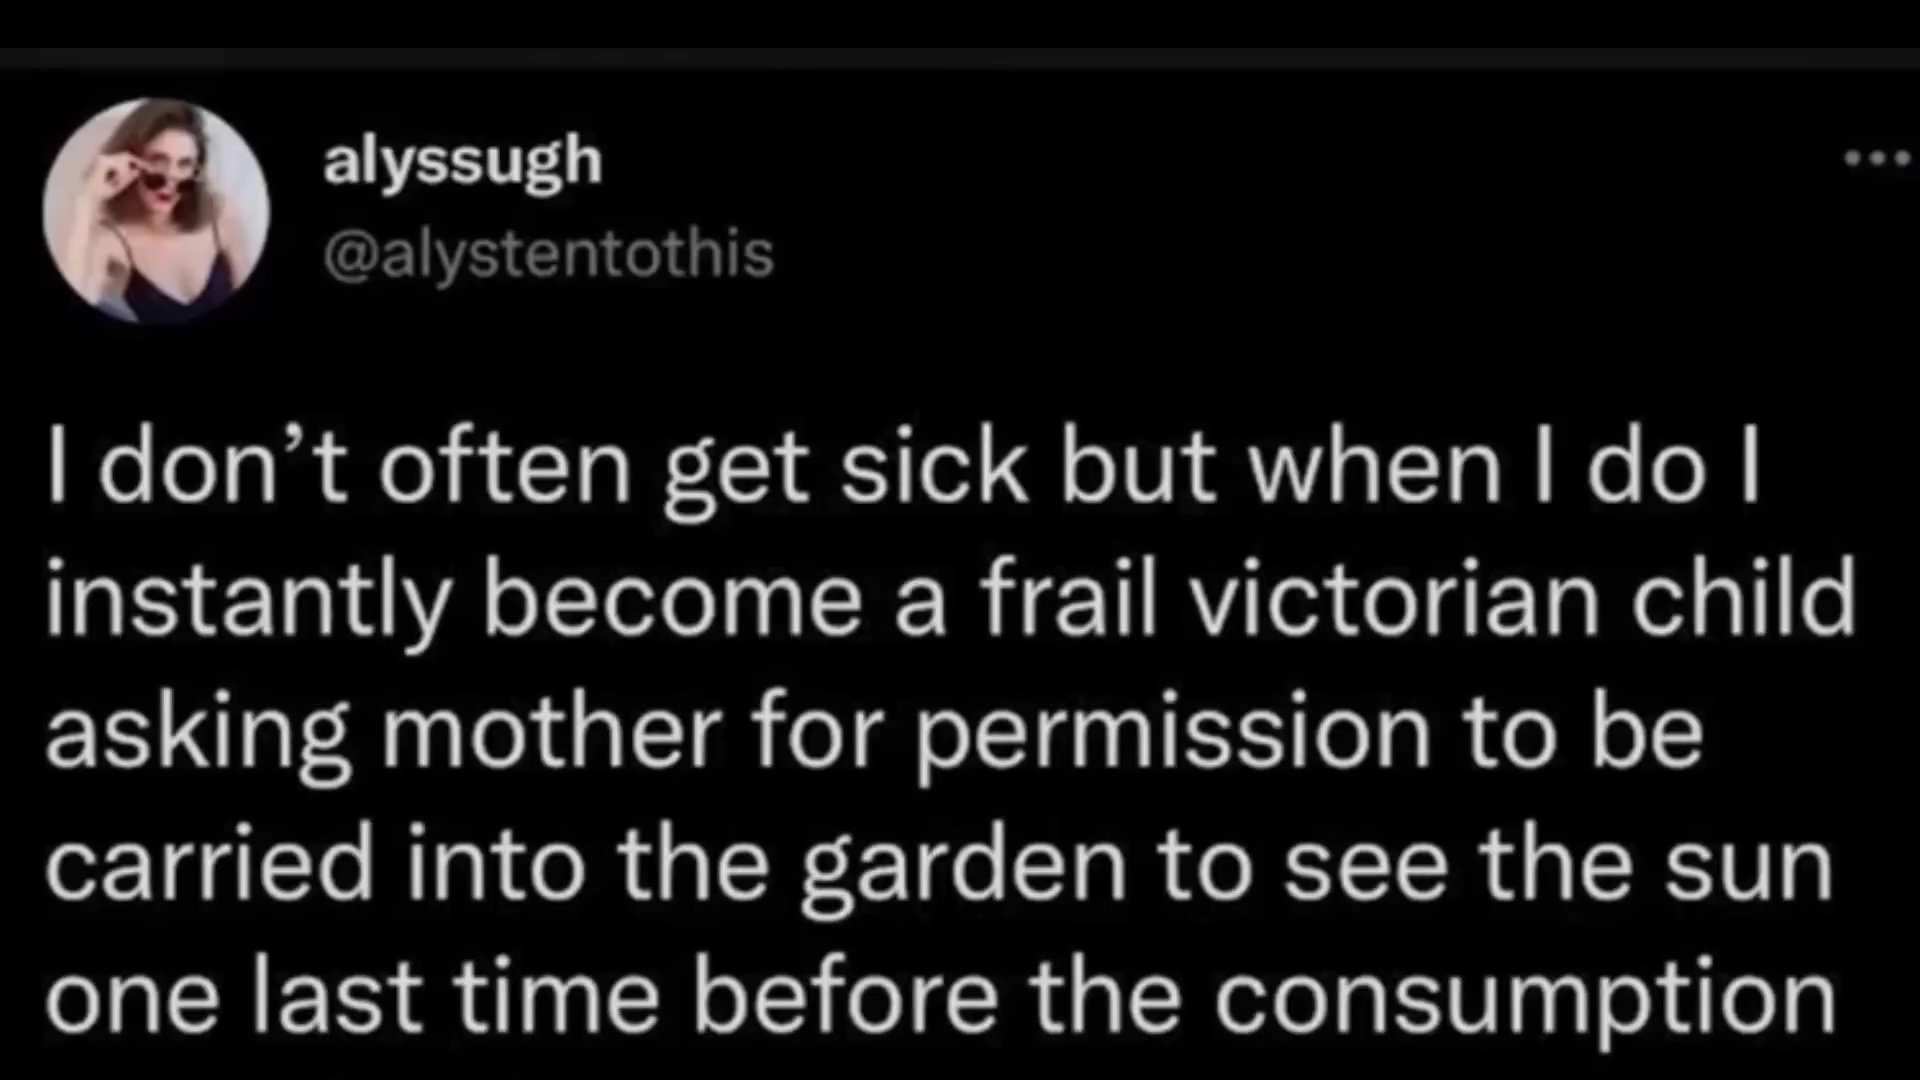 alyssugh
@alystentothis
I don’t often get sick but when I do I
instantly become a frail victorian child
asking mother for permission to be
carried into the garden to see the sun
one last time before the consumption